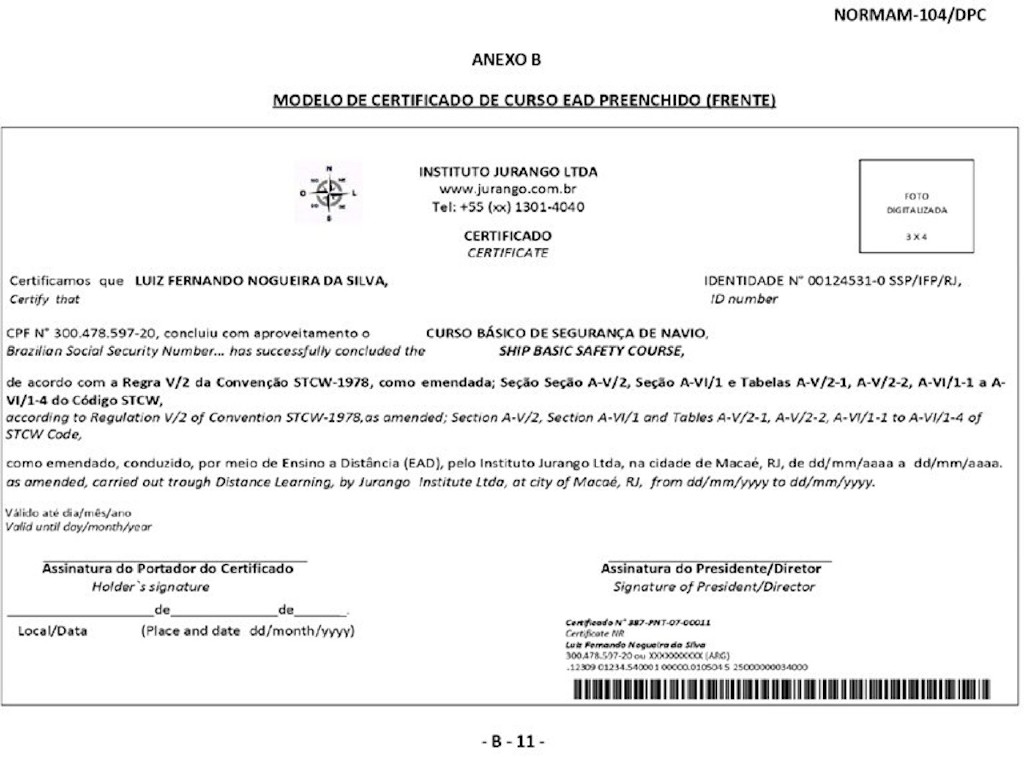 NORMAM-104/DPC
ANEXO B
MODELO DE CERTIFICADO DE CURSO EAD PREENCHIDO (FRENTE)
N
NO NE
O L
SO SE
S
INSTITUTO JURANGO LTDA
www.jurango.com.br
Tel: +55 (xx) 1301-4040
FOTO
DIGITALIZADA
3 X 4
CERTIFICADO
CERTIFICATE
Certificamos que LUIZ FERNANDO NOGUEIRA DA SILVA, IDENTIDADE N° 00124531-0 SSP/IFP/RJ,
Certify that ID number
CPF N° 300.478.597-20, concluiu com aproveitamento o CURSO BÁSICO DE SEGURANÇA DE NAVIO,
Brazilian Social Security Number... has successfully concluded the SHIP BASIC SAFETY COURSE,
de acordo com a Regra V/2 da Convenção STCW-1978, como emendada; Seção Seção A-V/2, Seção A-VI/1 e Tabelas A-V/2-1, A-V/2-2, A-VI/1-1 a A-
VI/1-4 do Código STCW,
according to Regulation V/2 of Convention STCW-1978,as amended; Section A-V/2, Section A-VI/1 and Tables A-V/2-1, A-V/2-2, A-VI/1-1 to A-VI/1-4 of
STCW Code,
como emendado, conduzido, por meio de Ensino a Distância (EAD), pelo Instituto Jurango Ltda, na cidade de Macaé, RJ, de dd/mm/aaaa a dd/mm/aaaa.
as amended, carried out trough Distance Learning, by Jurango Institute Ltda, at city of Macaé, RJ, from dd/mm/yyyy to dd/mm/yyyy.
Válido até dia/mês/ano
Valid until day/month/year
Assinatura do Portador do Certificado
Holder`s signature
____de____de____.
Local/Data (Place and date dd/month/yyyy)
Assinatura do Presidente/Diretor
Signature of President/Director
Certificado N° 387-PNT-07-00011
Certificate NR
Luiz Fernando Nogueira da Silva
300.478.597-20 ou XXXXXXXXXX (ARG)
.12309 01234.540001 00000.010504 5 25000000034000
- B - 11 -